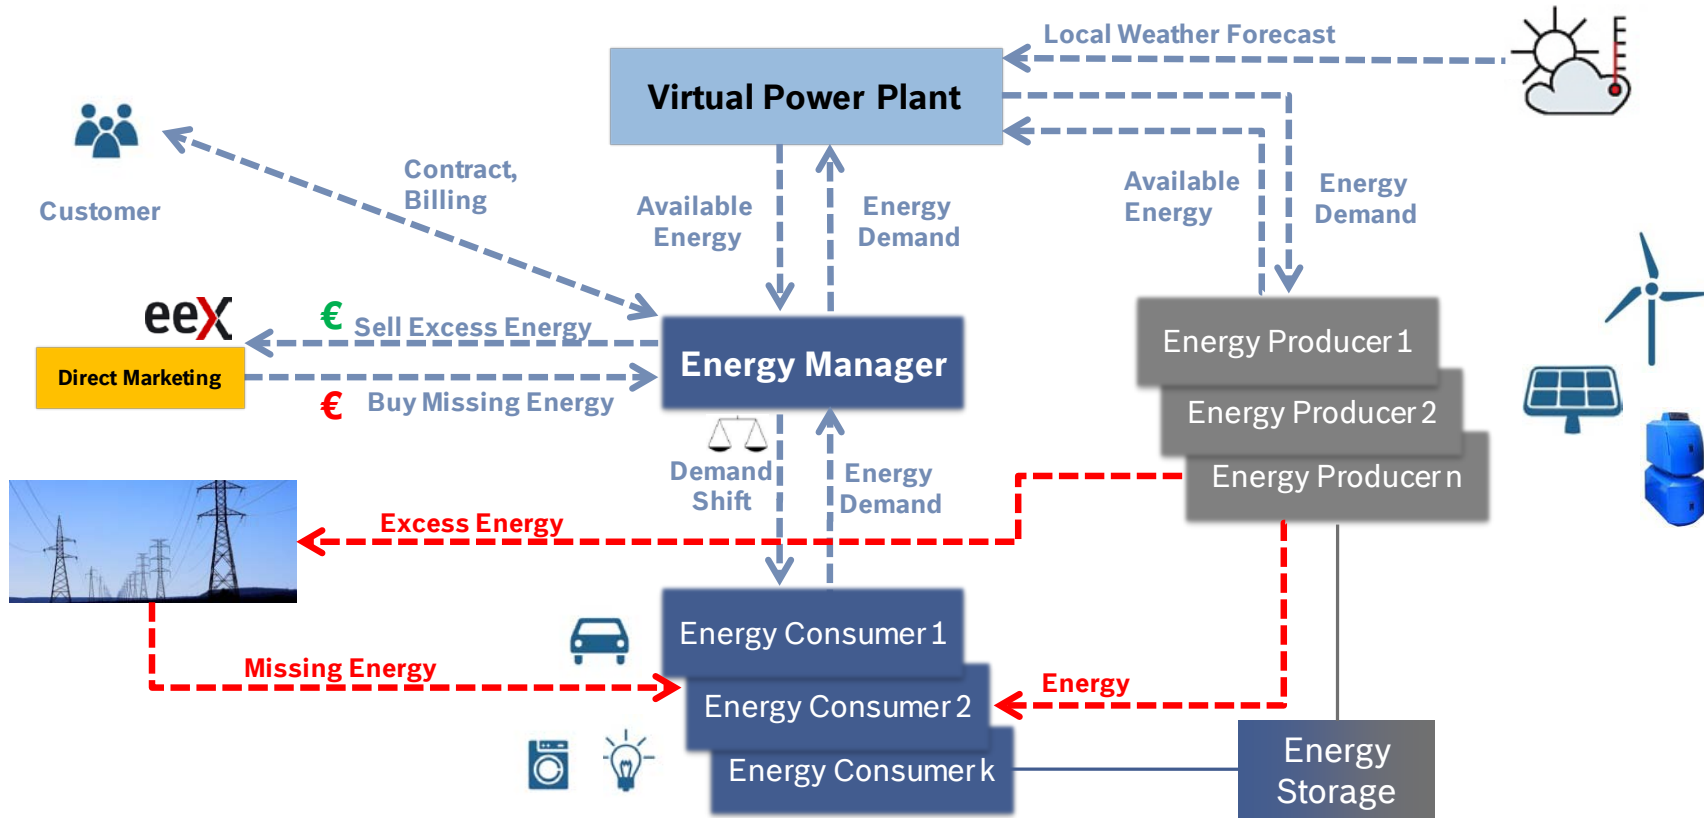 Local Weather Forecast
Virtual Power Plant
Customer
Contract,
Billing
Available
Energy
Energy
Demand
Available
Energy
Energy
Demand
eex
€
Sell Excess Energy
Direct Marketing
€
Buy Missing Energy
Energy Manager
Energy Producer 1
Energy Producer 2
Energy Producer n
Demand
Shift
Energy
Demand
Excess Energy
Missing Energy
Energy Consumer 1
Energy Consumer 2
Energy Consumer k
Energy
Energy
Storage